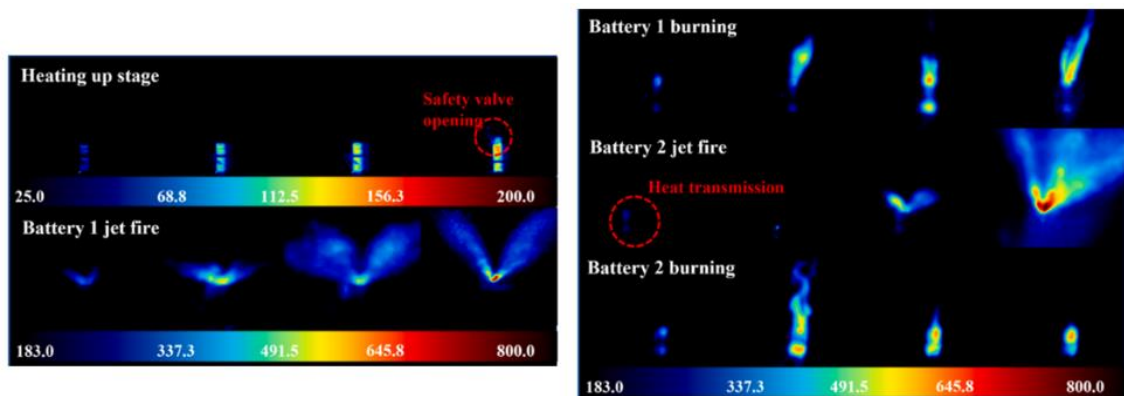 Heating up stage
Safety valve
opening
25.0 68.8 112.5 156.3 200.0
Battery 1 jet fire
183.0 337.3 491.5 645.8 800.0
Battery 1 burning
Battery 2 jet fire
Heat transmission
Battery 2 burning
183.0 337.3 491.5 645.8 800.0